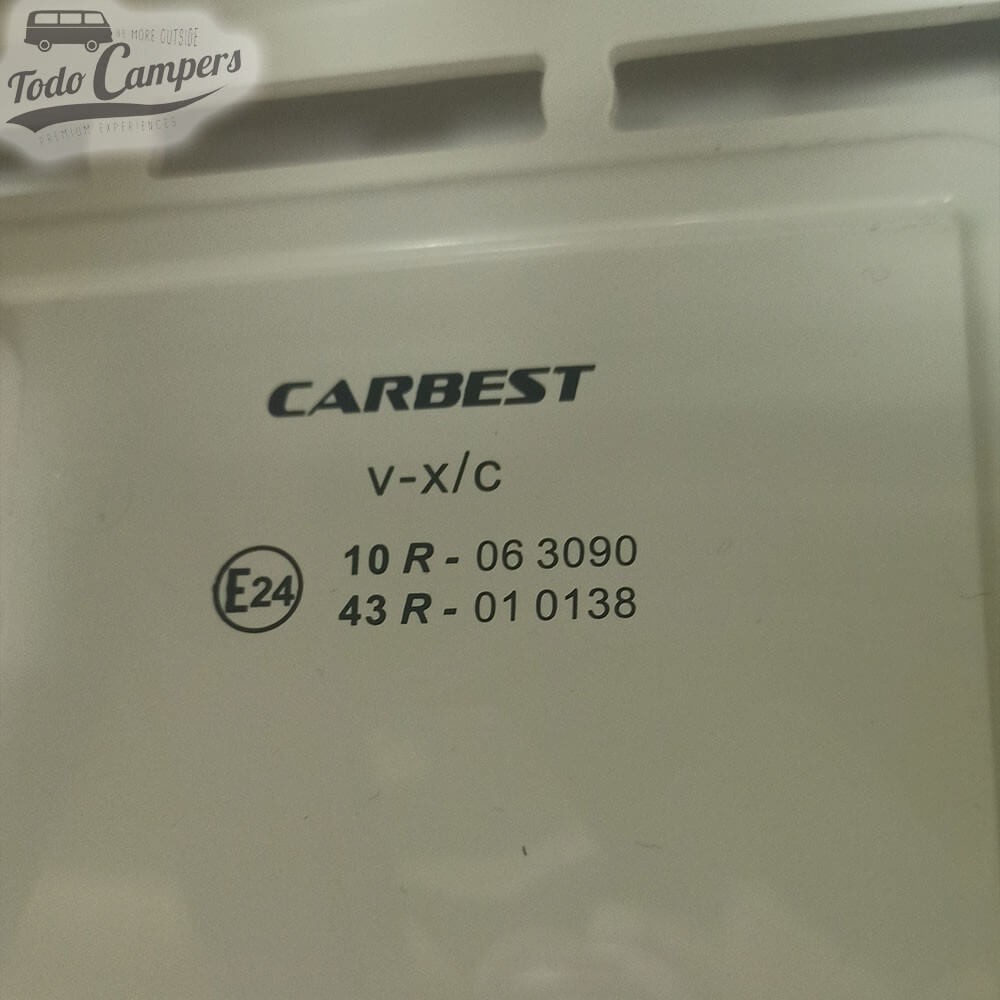 BE MORE OUTSIDE
Todo Campers
PREMIUM EXPERIENCES
CARBEST
v-x/c
E24
10 R - 06 3090
43 R - 01 0138